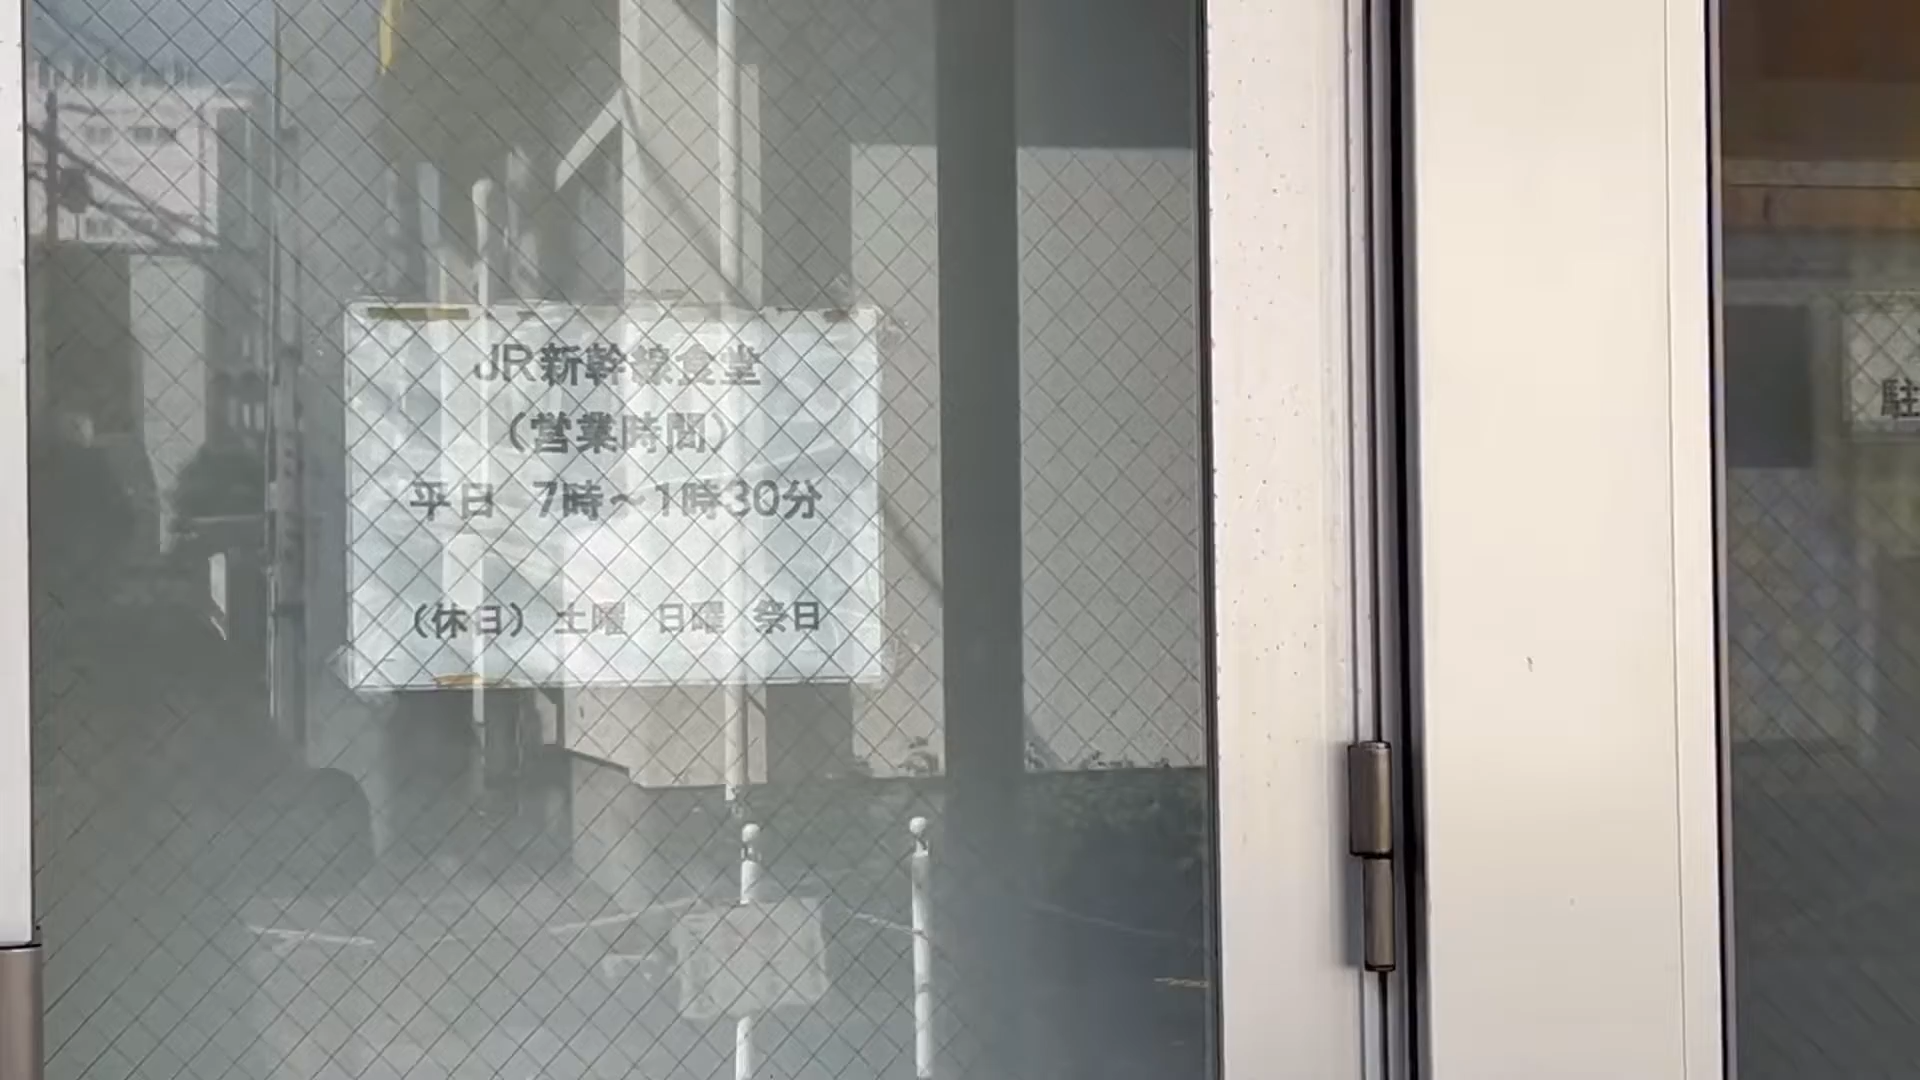 JR新幹線食堂
（営業時間）
平日　7時～1時30分
（休日）　土曜　日曜　祭日
駐